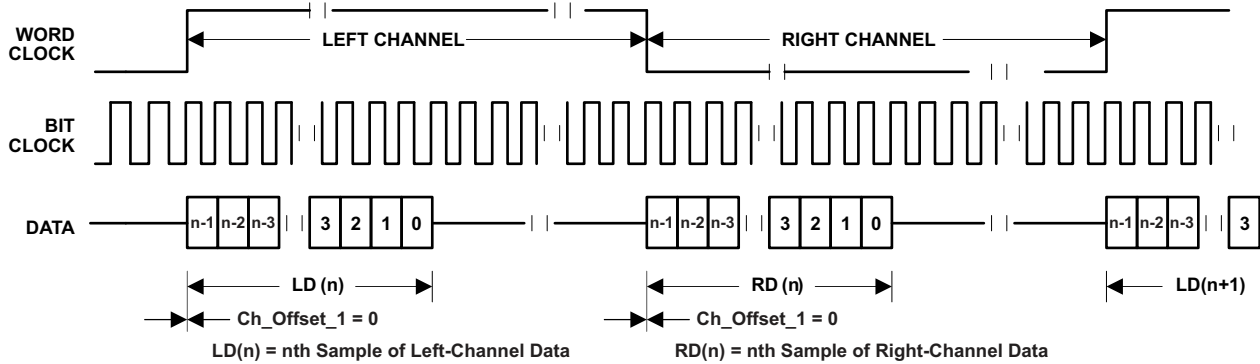 WORD
CLOCK
LEFT CHANNEL
RIGHT CHANNEL
BIT
CLOCK
DATA
n-1 n-2 n-3 3 2 1 0 n-1 n-2 n-3 3 2 1 0 n-1 n-2 n-3 3
LD (n) RD (n) LD(n+1)
Ch_Offset_1 = 0 Ch_Offset_1 = 0
LD(n) = nth Sample of Left-Channel Data RD(n) = nth Sample of Right-Channel Data